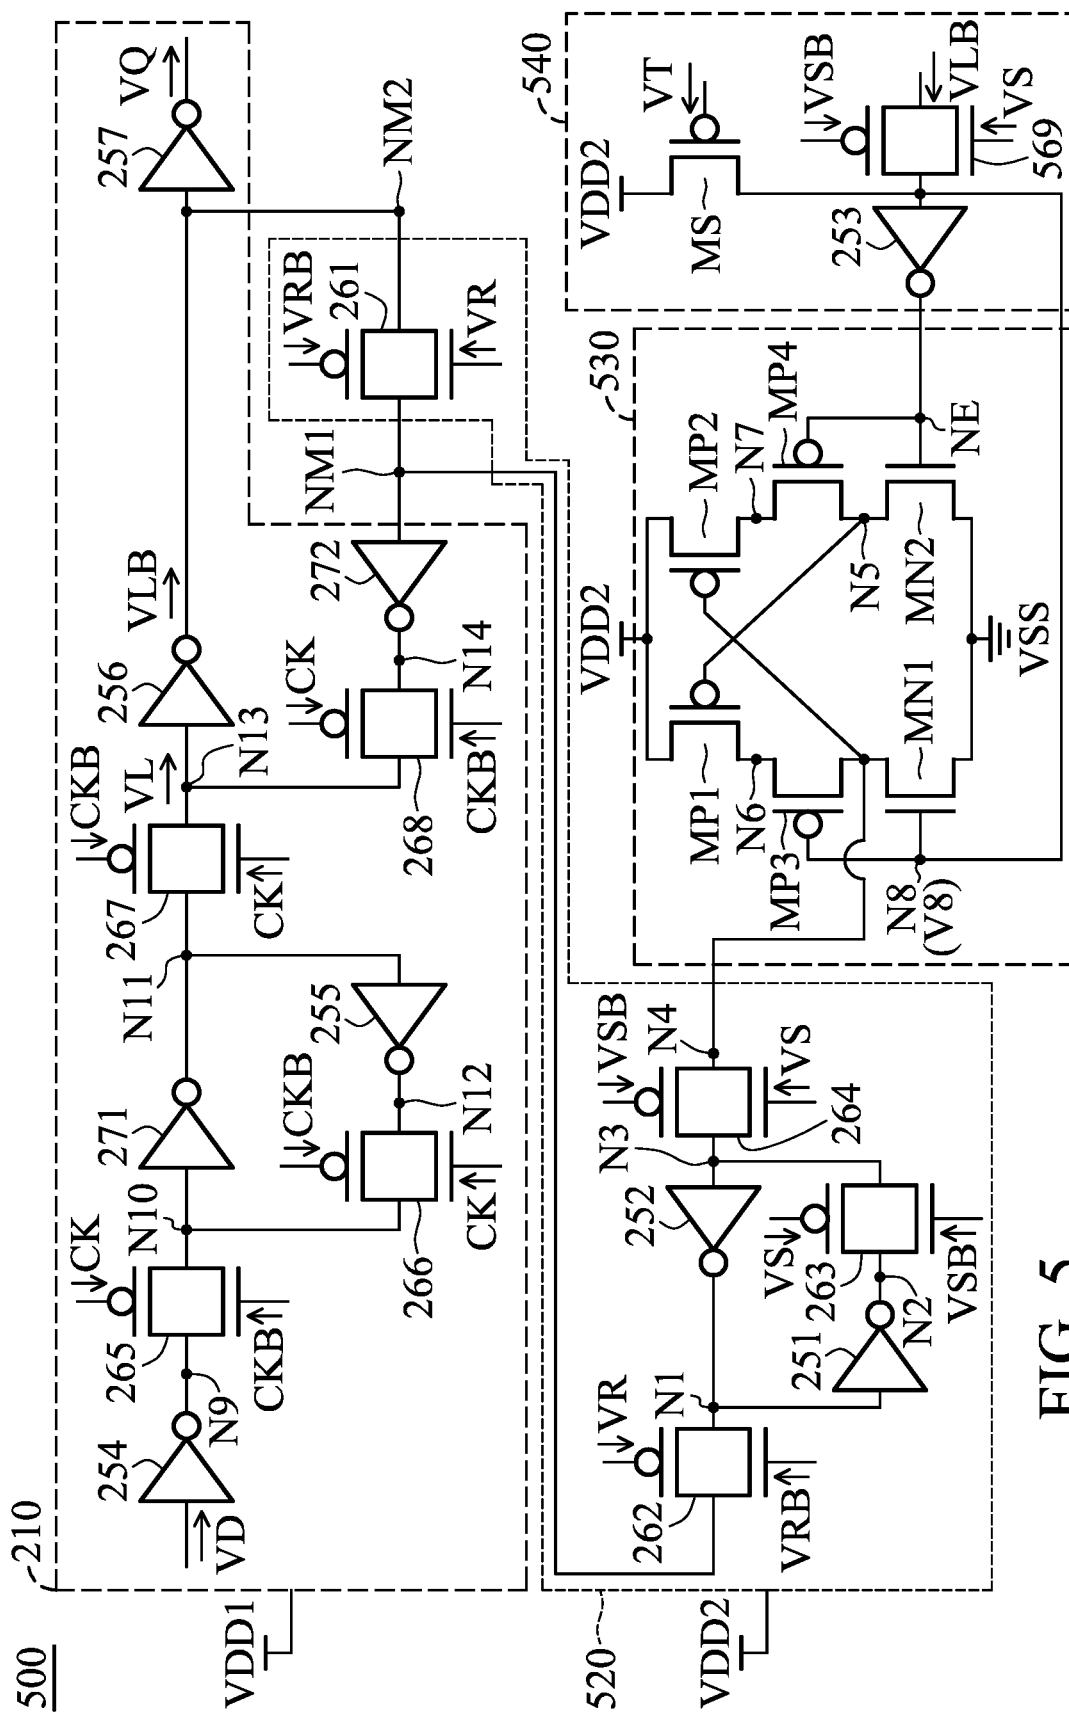 500
210
VDD1
VD
254
N9
265
CK
CKB
N10
271
N11
255
CKB
N12
CK
266
267
CKB
CK
VL
N13
256
VLB
CK
N14
CKB
268
272
NM1
VRB
261
VR
NM2
257
VQ
520
VDD2
262
VR
VRB
N1
252
251
N2
VS
263
VSB
N3
VSB
N4
VS
264
530
VDD2
MP1
MP2
N6
N7
MP3
MP4
N5
MN1
MN2
N8
(V8)
NE
VSS
540
VDD2
VT
MS
253
VSB
VLB
VS
569
FIG. 5